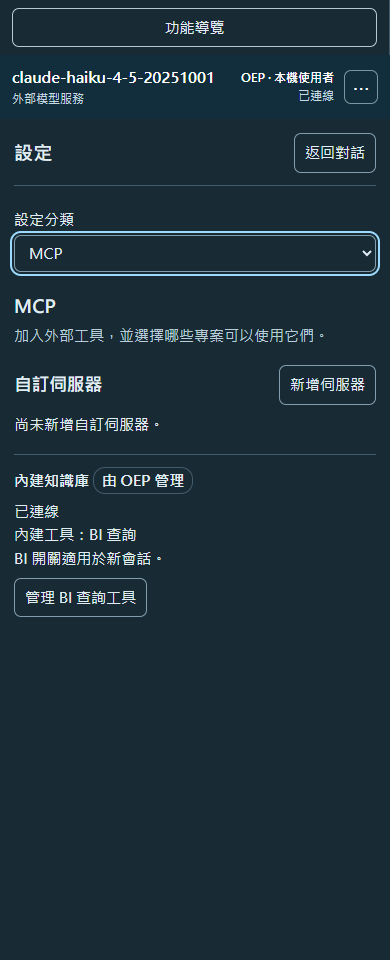 功能導覽
claude-haiku-4-5-20251001
外部模型服務
OEP · 本機使用者
已連線
...
設定
返回對話
設定分類
MCP
MCP
加入外部工具，並選擇哪些專案可以使用它們。
自訂伺服器
新增伺服器
尚未新增自訂伺服器。
內建知識庫 由 OEP 管理
已連線
內建工具：BI 查詢
BI 開關適用於新會話。
管理 BI 查詢工具